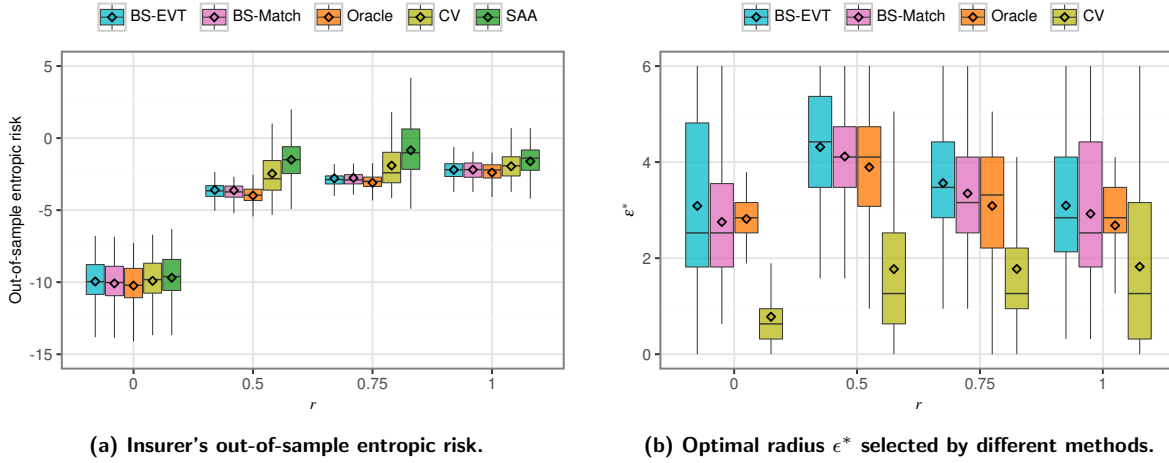 BS-EVT BS-Match Oracle CV SAA
Out-of-sample entropic risk
5
0
-5
-10
-15
0 0.5 0.75 1
r
(a) Insurer's out-of-sample entropic risk.
BS-EVT BS-Match Oracle CV
ε*
6
4
2
0
0 0.5 0.75 1
r
(b) Optimal radius ϵ* selected by different methods.